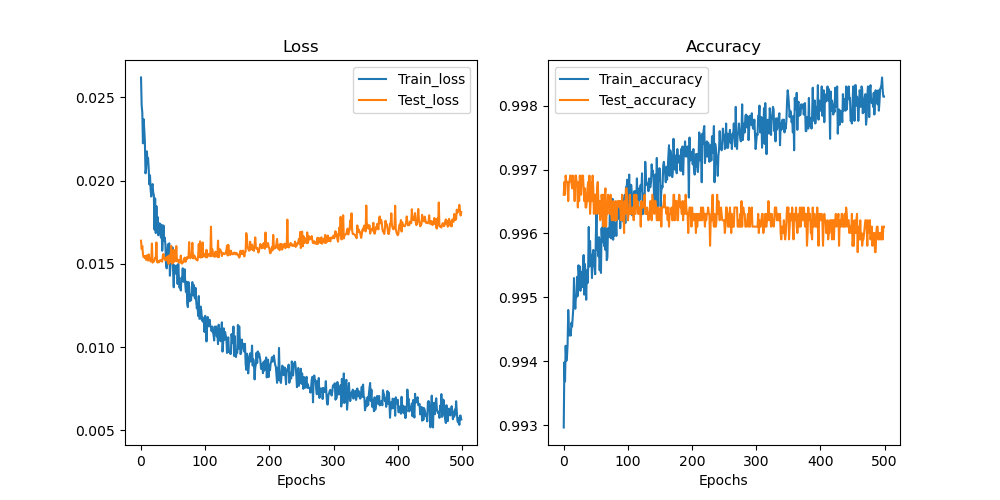 Loss
Train_loss
Test_loss
0.025
0.020
0.015
0.010
0.005
0 100 200 300 400 500
Epochs
Accuracy
Train_accuracy
Test_accuracy
0.998
0.997
0.996
0.995
0.994
0.993
0 100 200 300 400 500
Epochs